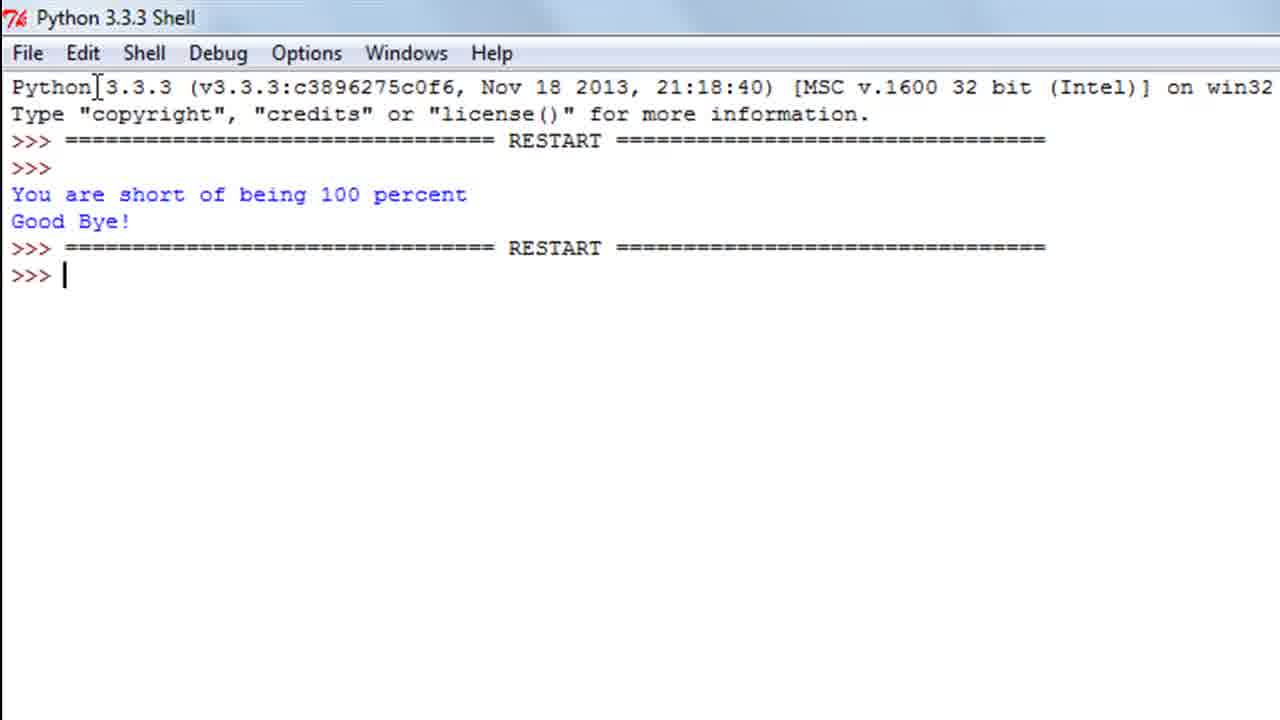 Python 3.3.3 Shell
File Edit Shell Debug Options Windows Help
Python 3.3.3 (v3.3.3:c3896275c0f6, Nov 18 2013, 21:18:40) [MSC v.1600 32 bit (Intel)] on win32
Type "copyright", "credits" or "license()" for more information.
>>> ================================ RESTART ================================
>>>
You are short of being 100 percent
Good Bye!
>>> ================================ RESTART ================================
>>>